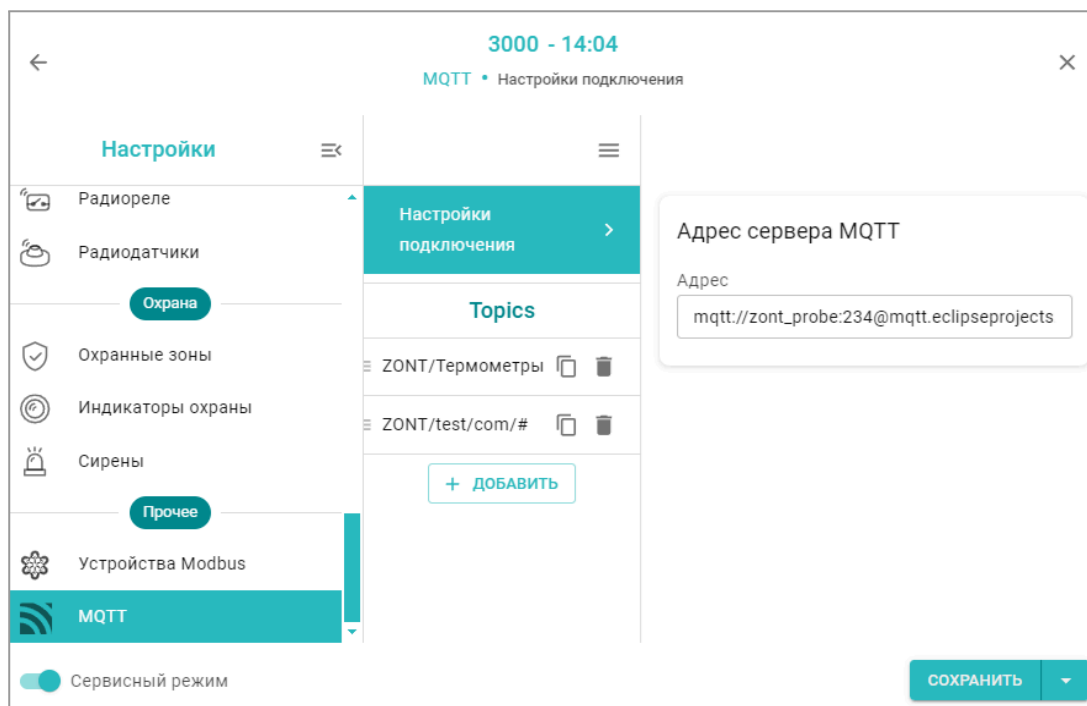 3000 - 14:04
MQTT • Настройки подключения
Настройки
Радиореле
Радиодатчики
Охрана
Охранные зоны
Индикаторы охраны
Сирены
Прочее
Устройства Modbus
MQTT
Сервисный режим
Настройки
подключения
Topics
ZONT/Термометры
ZONT/test/com/#
+ ДОБАВИТЬ
Адрес сервера MQTT
Адрес
mqtt://zont_probe:234@mqtt.eclipseprojects
СОХРАНИТЬ